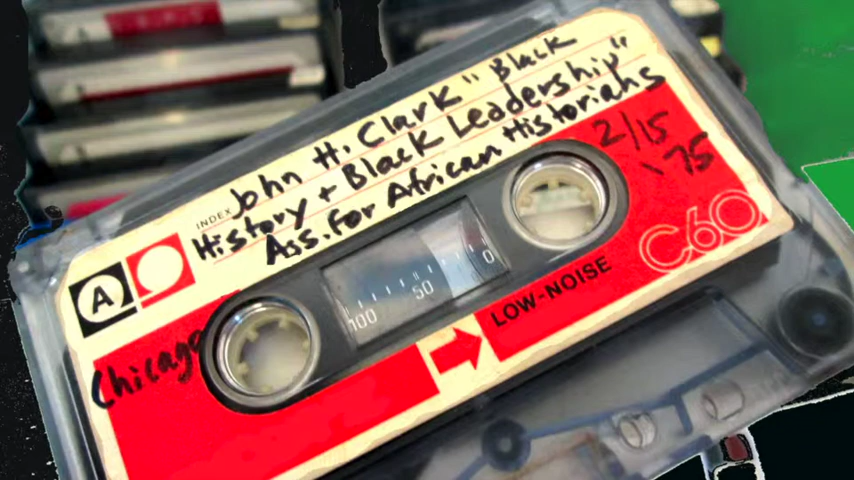 John H. Clark "Black
INDEX History + Black Leadership"
Ass. for African Historians
2/15
'75
A
C60
0
50
100
LOW-NOISE
Chicago